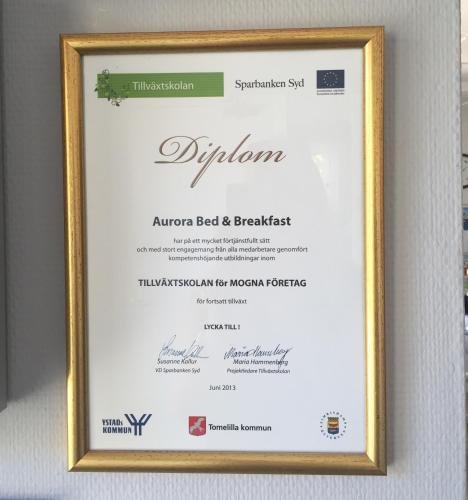 Tillväxtskolan
Sparbanken Syd
Diplom
Aurora Bed & Breakfast
har på ett mycket förtjänstfullt sätt
och med stort engagemang från alla medarbetare genomfört
kompetenshöjande utbildningar inom
TILLVÄXTSKOLAN för MOGNA FÖRETAG
för fortsatt tillväxt
LYCKA TILL !
Susanne Kallur
Maria Hammenberg
VD Sparbanken Syd
Projektledare Tillväxtskolan
Juni 2013
YSTADs
KOMMUN
Tomelilla kommun